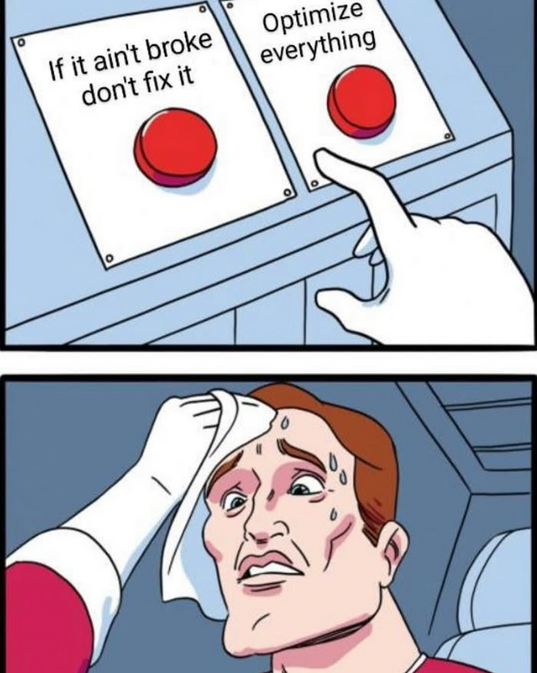 If it ain't broke
don't fix it
Optimize
everything